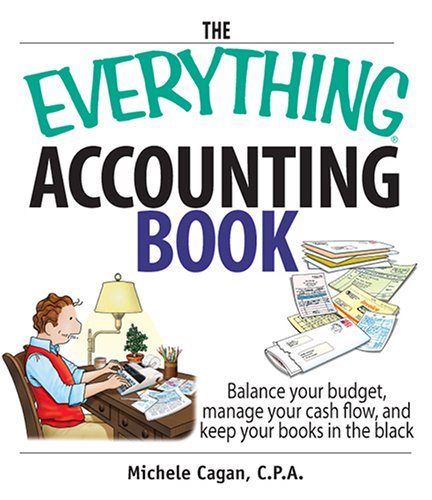 THE
EVERYTHING®
ACCOUNTING
BOOK
Balance your budget,
manage your cash flow, and
keep your books in the black
Michele Cagan, C.P.A.